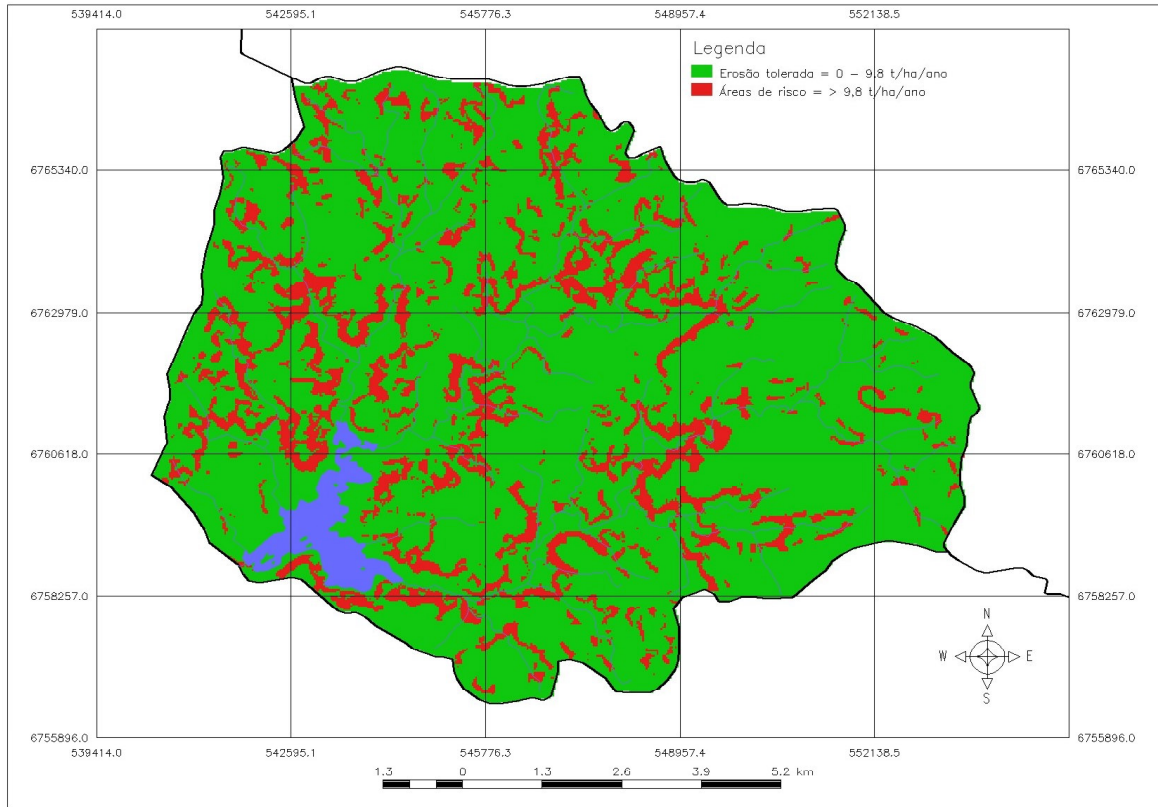 539414.0 542595.1 545776.3 548957.4 552138.5
Legenda
Erosão tolerada = 0 – 9.8 t/ha/ano
Áreas de risco = > 9,8 t/ha/ano
6765340.0 6765340.0
6762979.0 6762979.0
6760618.0 6760618.0
6758257.0 6758257.0
N
W E
S
6755896.0 6755896.0
539414.0 542595.1 545776.3 548957.4 552138.5
1.3 0 1.3 2.6 3.9 5.2 km